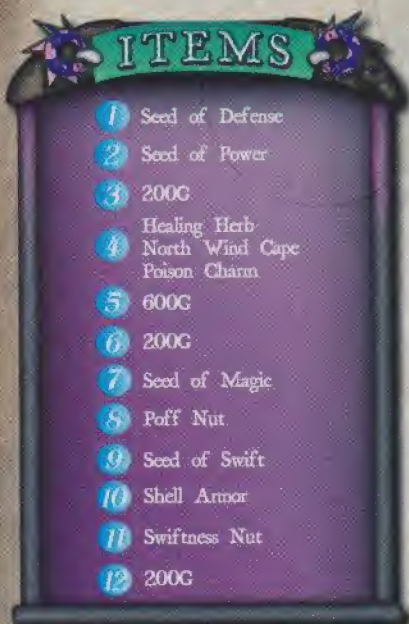 ITEMS
1 Seed of Defense
2 Seed of Power
3 200G
Healing Herb
4 North Wind Cape
Poison Charm
5 600G
6 200G
7 Seed of Magic
8 Poff Nut
9 Seed of Swift
10 Shell Armor
11 Swiftness Nut
12 200G